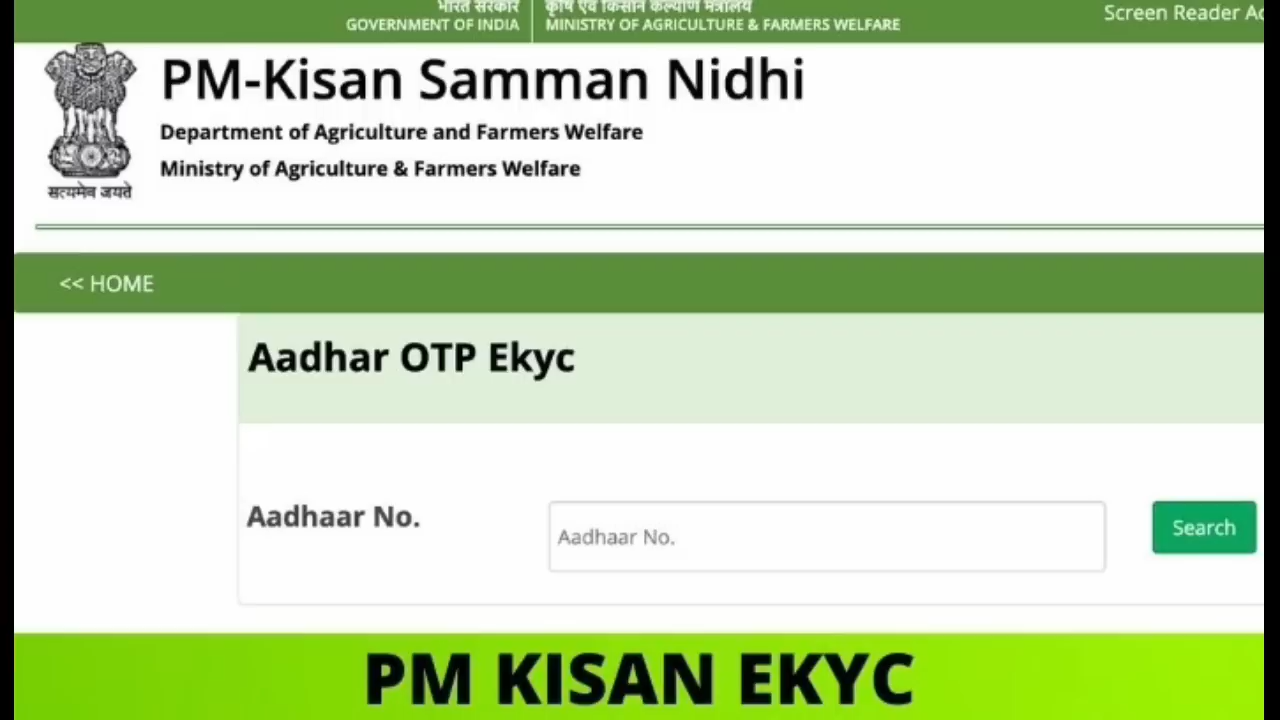 भारत सरकार
GOVERNMENT OF INDIA
कृषि एवं किसान कल्याण मंत्रालय
MINISTRY OF AGRICULTURE & FARMERS WELFARE
Screen Reader Ac
PM-Kisan Samman Nidhi
Department of Agriculture and Farmers Welfare
Ministry of Agriculture & Farmers Welfare
सत्यमेव जयते
<< HOME
Aadhar OTP Ekyc
Aadhaar No.
Aadhaar No.
Search
PM KISAN EKYC